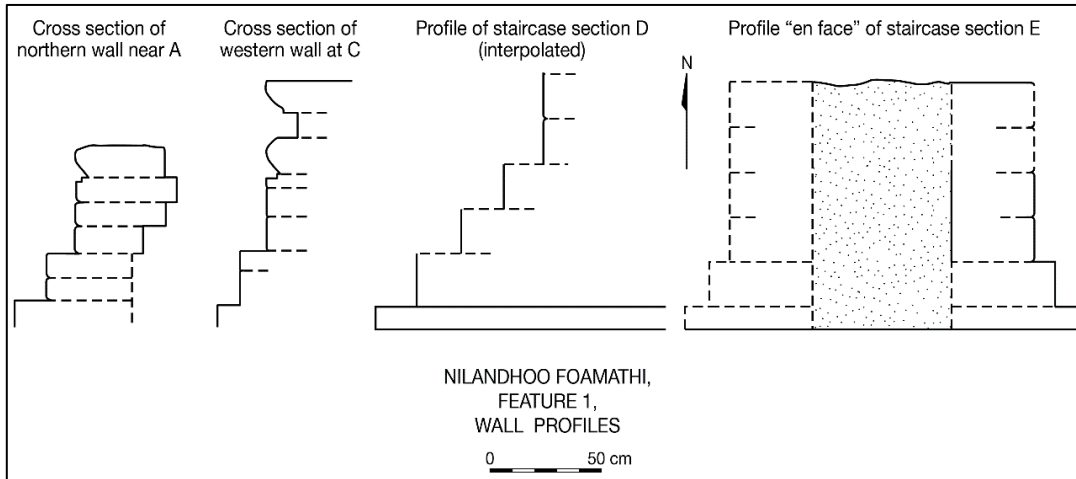 Cross section of
northern wall near A
Cross section of
western wall at C
Profile of staircase section D
(interpolated)
Profile “en face” of staircase section E
N
NILANDHOO FOAMATHI,
FEATURE 1,
WALL PROFILES
0 50 cm